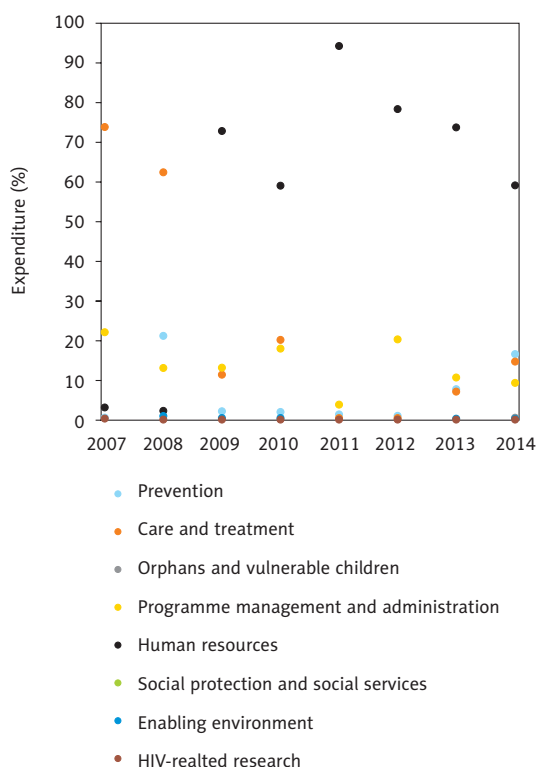 100
90
80
70
60
50
40
30
20
10
0
Expenditure (%)
2007 2008 2009 2010 2011 2012 2013 2014
Prevention
Care and treatment
Orphans and vulnerable children
Programme management and administration
Human resources
Social protection and social services
Enabling environment
HIV-realted research